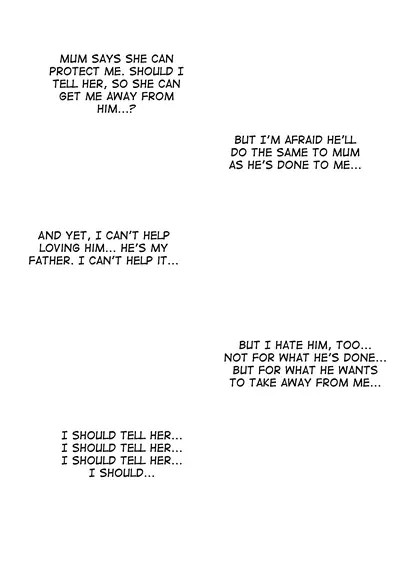 MUM SAYS SHE CAN
PROTECT ME. SHOULD I
TELL HER, SO SHE CAN
GET ME AWAY FROM
HIM...?
BUT I'M AFRAID HE'LL
DO THE SAME TO MUM
AS HE'S DONE TO ME...
AND YET, I CAN'T HELP
LOVING HIM... HE'S MY
FATHER. I CAN'T HELP IT...
BUT I HATE HIM, TOO...
NOT FOR WHAT HE'S DONE...
BUT FOR WHAT HE WANTS
TO TAKE AWAY FROM ME...
I SHOULD TELL HER...
I SHOULD TELL HER...
I SHOULD TELL HER...
I SHOULD...